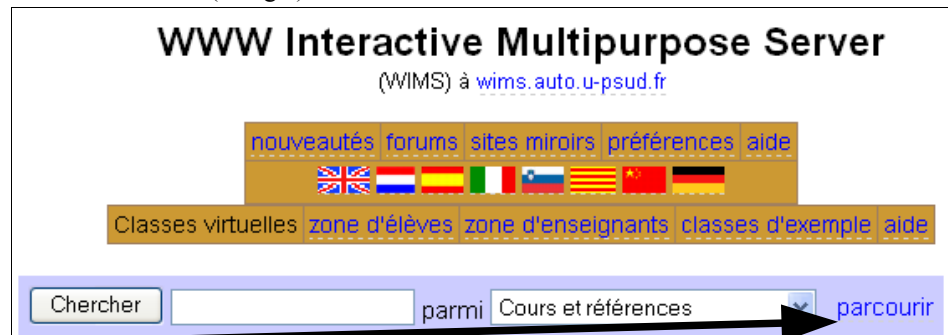 WWW Interactive Multipurpose Server
(WIMS) à wims.auto.u-psud.fr
nouveautés forums sites miroirs préférences aide
Classes virtuelles zone d'élèves zone d'enseignants classes d'exemple aide
Chercher parmi Cours et références parcourir